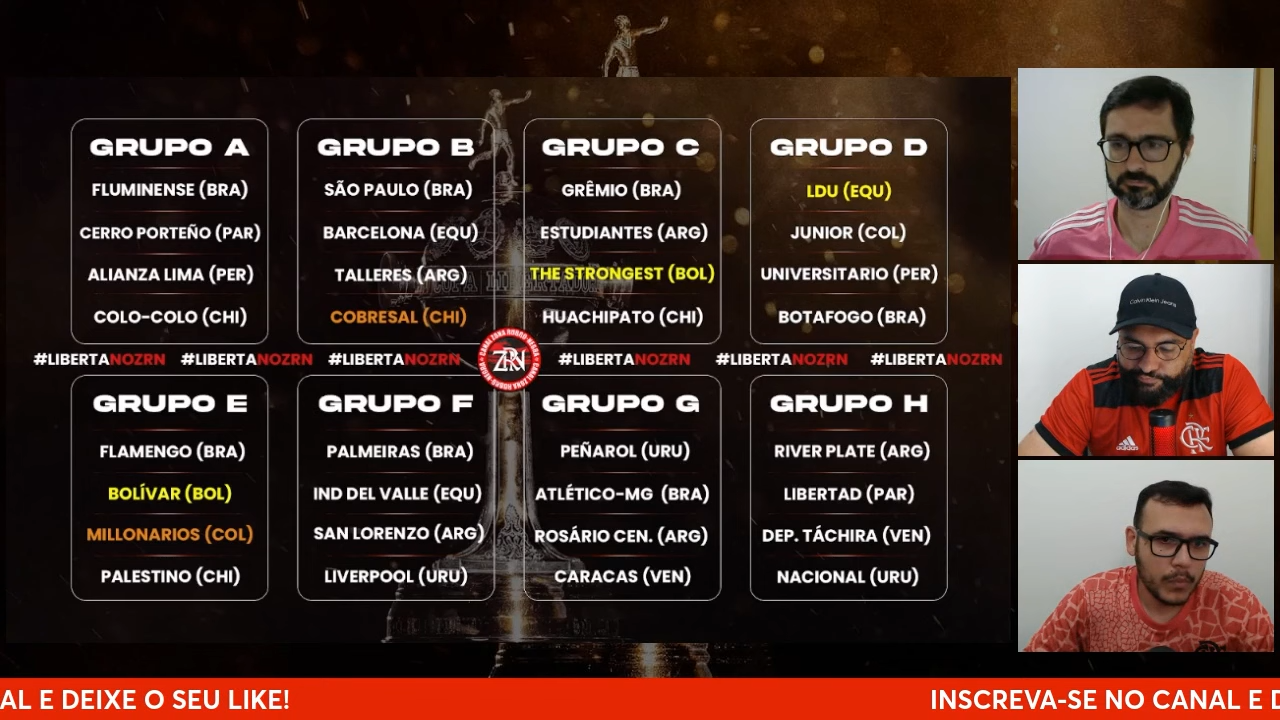 GRUPO A
FLUMINENSE (BRA)
CERRO PORTEÑO (PAR)
ALIANZA LIMA (PER)
COLO-COLO (CHI)
GRUPO B
SÃO PAULO (BRA)
BARCELONA (EQU)
TALLERES (ARG)
COBRESAL (CHI)
GRUPO C
GRÊMIO (BRA)
ESTUDIANTES (ARG)
THE STRONGEST (BOL)
HUACHIPATO (CHI)
GRUPO D
LDU (EQU)
JUNIOR (COL)
UNIVERSITARIO (PER)
BOTAFOGO (BRA)
#LIBERTANOZRN #LIBERTANOZRN #LIBERTANOZRN ZRN #LIBERTANOZRN #LIBERTANOZRN #LIBERTANOZRN
GRUPO E
FLAMENGO (BRA)
BOLÍVAR (BOL)
MILLONARIOS (COL)
PALESTINO (CHI)
GRUPO F
PALMEIRAS (BRA)
IND DEL VALLE (EQU)
SAN LORENZO (ARG)
LIVERPOOL (URU)
GRUPO G
PEÑAROL (URU)
ATLÉTICO-MG (BRA)
ROSÁRIO CEN. (ARG)
CARACAS (VEN)
GRUPO H
RIVER PLATE (ARG)
LIBERTAD (PAR)
DEP. TÁCHIRA (VEN)
NACIONAL (URU)
Calvin Klein Jeans
adidas
AL E DEIXE O SEU LIKE!
INSCREVA-SE NO CANAL E D